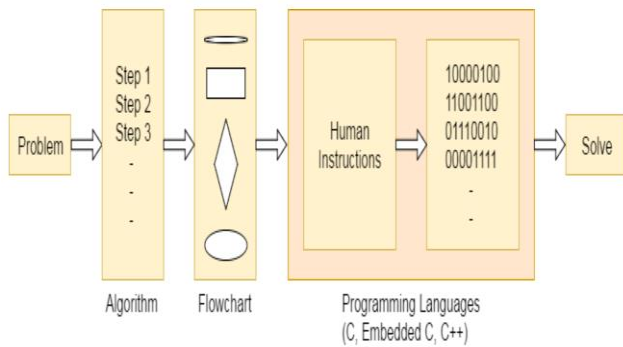 Problem
Step 1
Step 2
Step 3
-
-
-
Algorithm
Flowchart
Human
Instructions
10000100
11001100
01110010
00001111
-
-
Programming Languages
(C, Embedded C, C++)
Solve